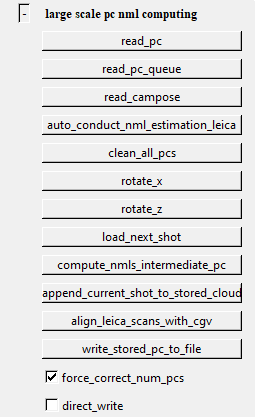 - large scale pc nml computing
read_pc
read_pc_queue
read_campose
auto_conduct_nml_estimation_leica
clean_all_pcs
rotate_x
rotate_z
load_next_shot
compute_nmls_intermediate_pc
append_current_shot_to_stored_cloud
align_leica_scans_with_cgv
write_stored_pc_to_file
force_correct_num_pcs
direct_write